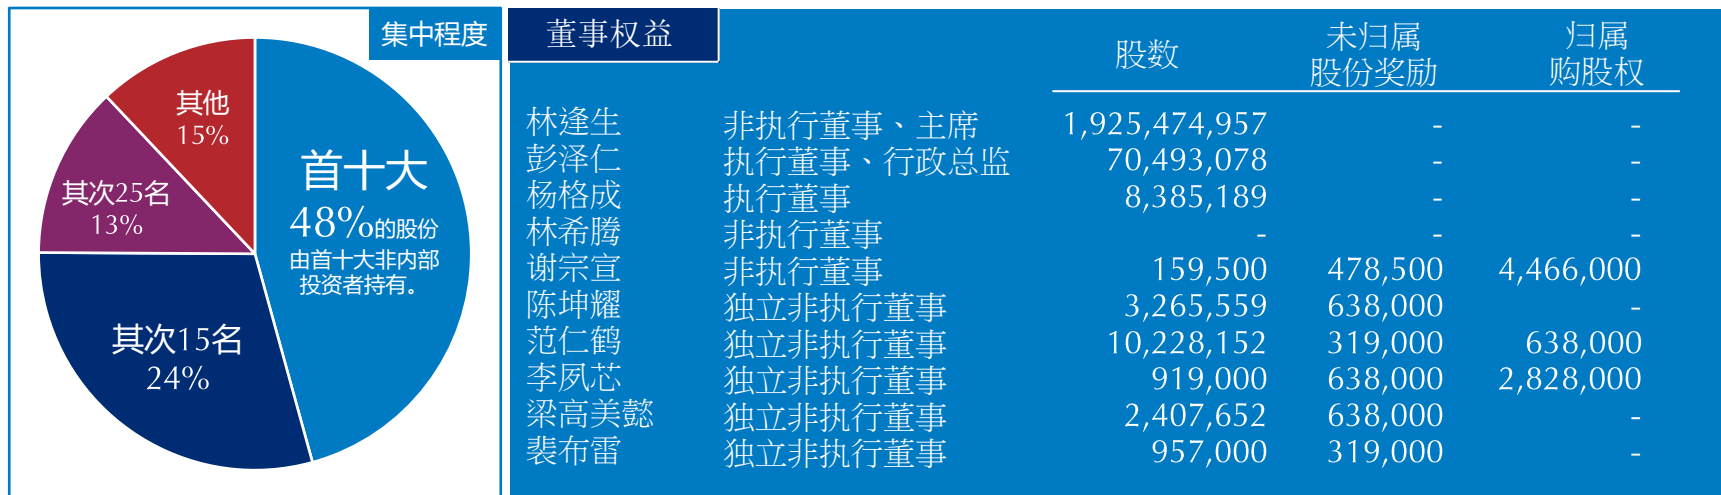 集中程度
其他
15%
首十大
48%的股份
由首十大非内部
投资者持有。
其次25名
13%
其次15名
24%
董事权益
股数 未归属股份奖励 归属购股权
林逢生 非执行董事、主席 1,925,474,957 - -
彭泽仁 执行董事、行政总监 70,493,078 - -
杨格成 执行董事 8,385,189 - -
林希腾 非执行董事 - - -
谢宗宣 非执行董事 159,500 478,500 4,466,000
陈坤耀 独立非执行董事 3,265,559 638,000 -
范仁鹤 独立非执行董事 10,228,152 319,000 638,000
李夙芯 独立非执行董事 919,000 638,000 2,828,000
梁高美懿 独立非执行董事 2,407,652 638,000 -
裴布雷 独立非执行董事 957,000 319,000 -